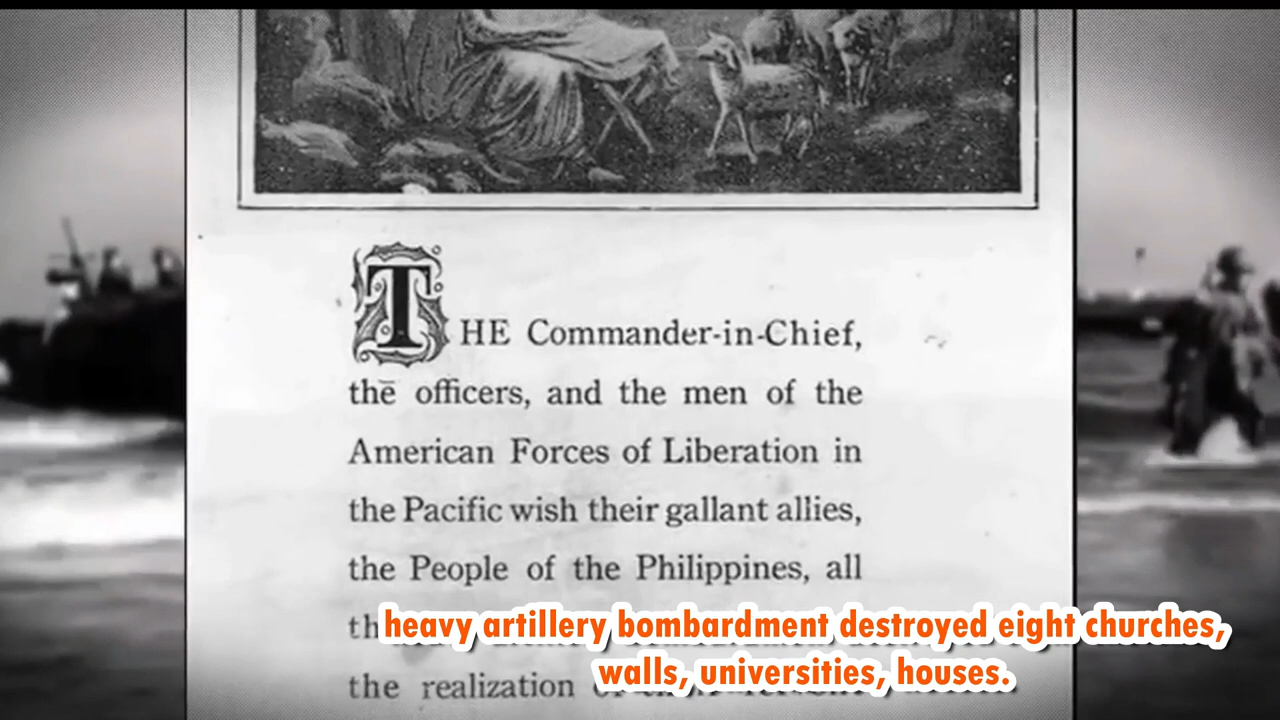 THE Commander-in-Chief,
the officers, and the men of the
American Forces of Liberation in
the Pacific wish their gallant allies,
the People of the Philippines, all
the realization
heavy artillery bombardment destroyed eight churches,
walls, universities, houses.